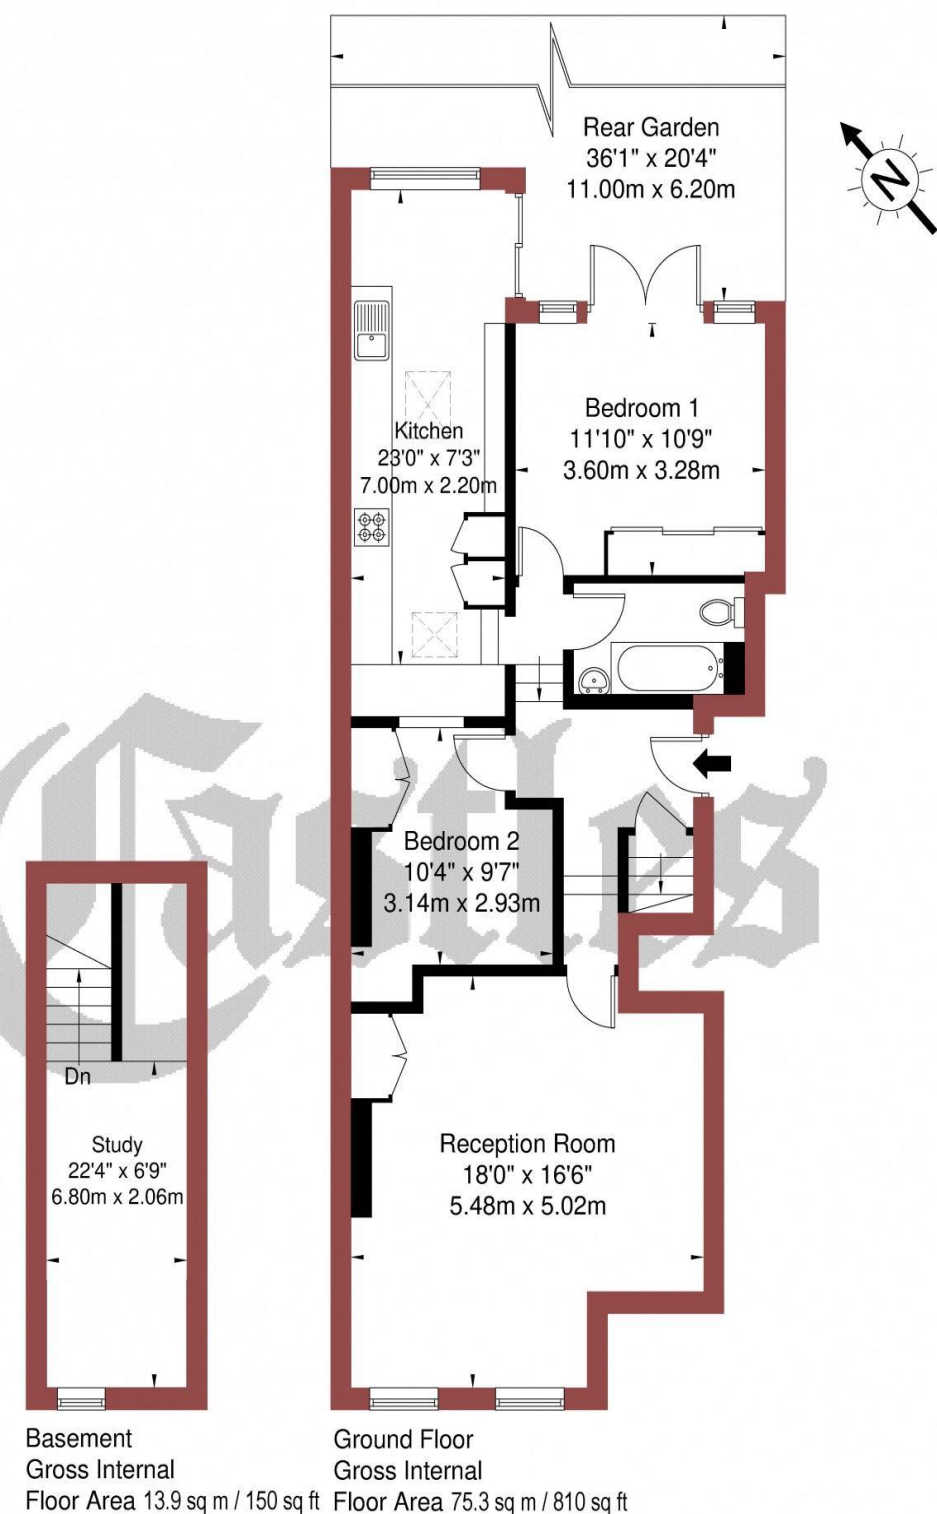 Rear Garden
36'1" x 20'4"
11.00m x 6.20m
N
Bedroom 1
11'10" x 10'9"
3.60m x 3.28m
Kitchen
23'0" x 7'3"
7.00m x 2.20m
Castles
Bedroom 2
10'4" x 9'7"
3.14m x 2.93m
Dn
Study
22'4" x 6'9"
6.80m x 2.06m
Reception Room
18'0" x 16'6"
5.48m x 5.02m
Basement
Gross Internal
Floor Area 13.9 sq m / 150 sq ft
Ground Floor
Gross Internal
Floor Area 75.3 sq m / 810 sq ft